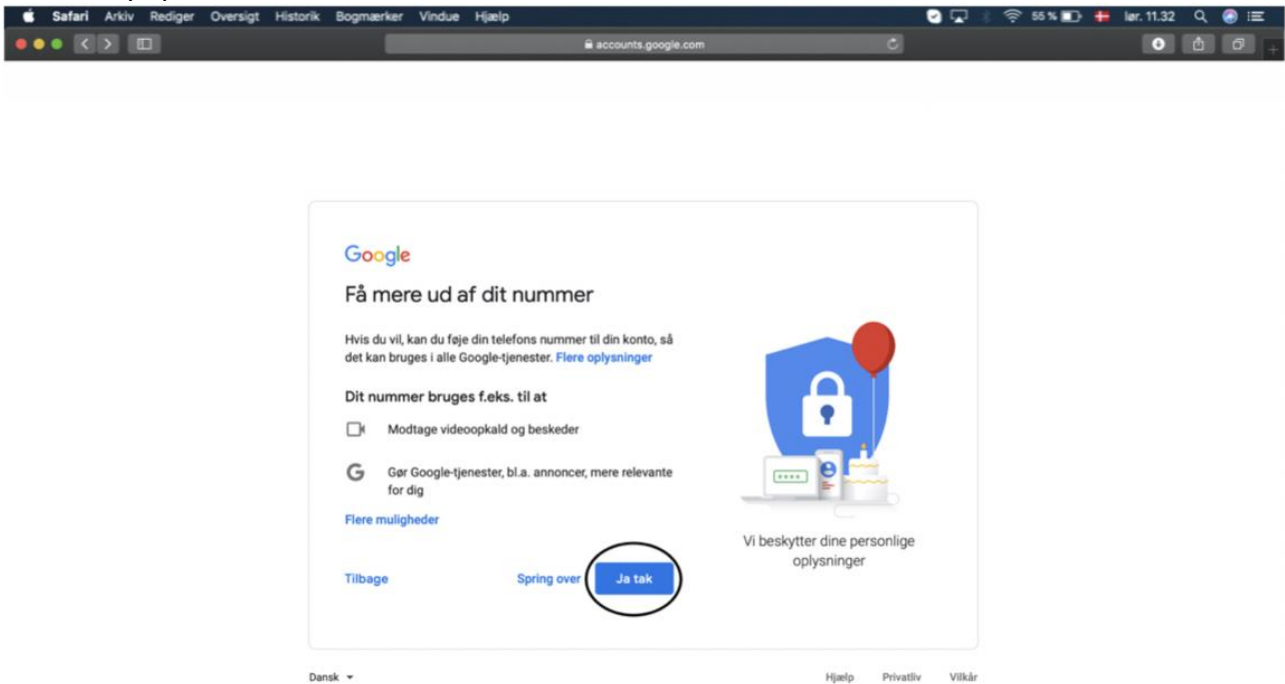 Safari Arkiv Rediger Oversigt Historik Bogmærker Vindue Hjælp 55 % lør. 11.32
accounts.google.com
Google
Få mere ud af dit nummer
Hvis du vil, kan du føje din telefons nummer til din konto, så
det kan bruges i alle Google-tjenester. Flere oplysninger
Dit nummer bruges f.eks. til at
Modtage videoopkald og beskeder
G Gør Google-tjenester, bl.a. annoncer, mere relevante
for dig
Flere muligheder
Tilbage Spring over Ja tak
Vi beskytter dine personlige
oplysninger
Dansk Hjælp Privatliv Vilkår